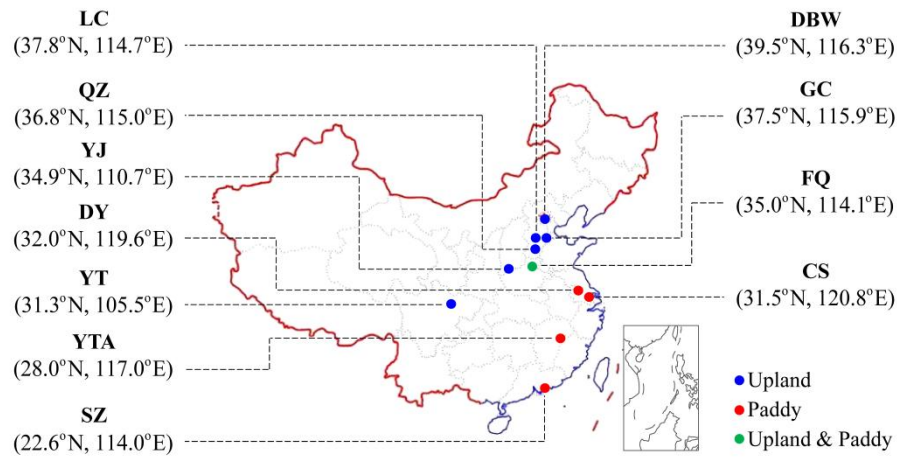 LC
(37.8°N, 114.7°E)
QZ
(36.8°N, 115.0°E)
YJ
(34.9°N, 110.7°E)
DY
(32.0°N, 119.6°E)
YT
(31.3°N, 105.5°E)
YTA
(28.0°N, 117.0°E)
SZ
(22.6°N, 114.0°E)
DBW
(39.5°N, 116.3°E)
GC
(37.5°N, 115.9°E)
FQ
(35.0°N, 114.1°E)
CS
(31.5°N, 120.8°E)
Upland
Paddy
Upland & Paddy